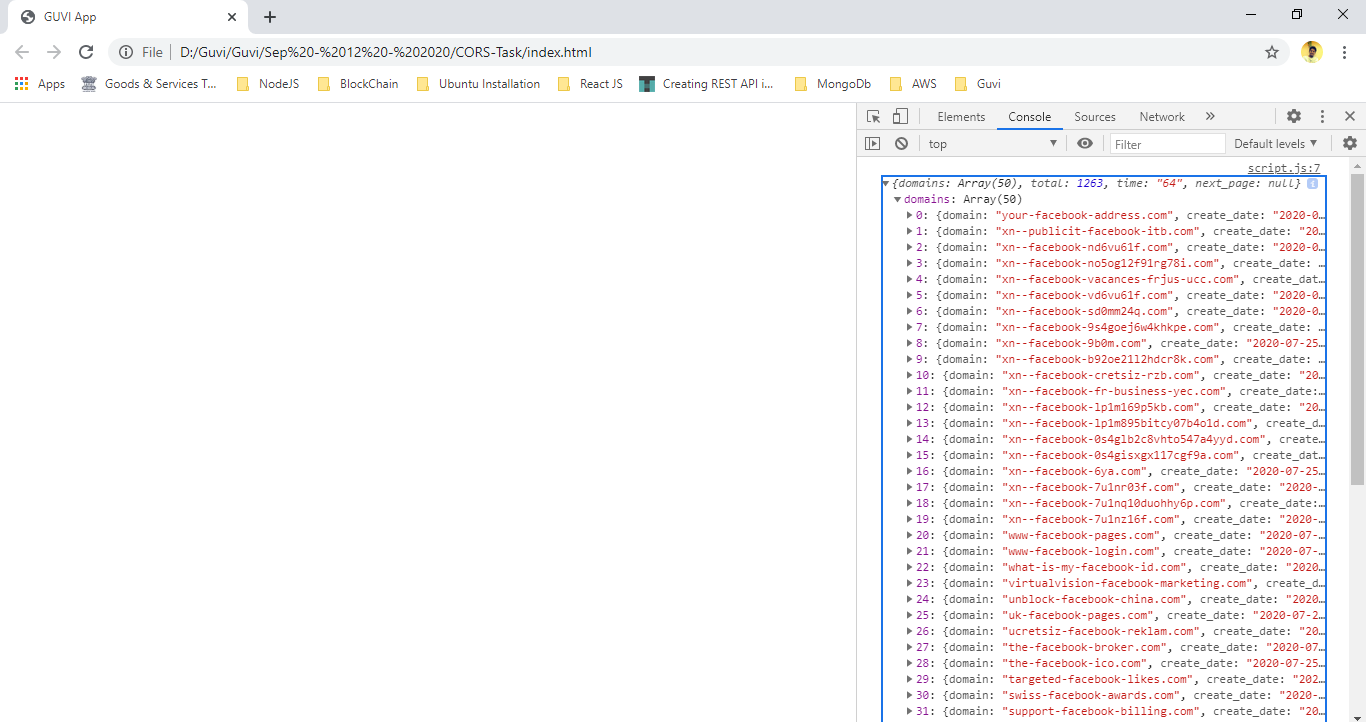 GUVI App
File | D:/Guvi/Guvi/Sep%20-%2012%20-%202020/CORS-Task/index.html
Apps Goods & Services T... NodeJS BlockChain Ubuntu Installation React JS Creating REST API i... MongoDb AWS Guvi
Elements Console Sources Network »
top Filter Default levels
script.js:7
{domains: Array(50), total: 1263, time: "64", next_page: null}
domains: Array(50)
0: {domain: "your-facebook-address.com", create_date: "2020-0…
1: {domain: "xn--publicit-facebook-itb.com", create_date: "20…
2: {domain: "xn--facebook-nd6vu61f.com", create_date: "2020-0…
3: {domain: "xn--facebook-no5og12f91rg78i.com", create_date: …
4: {domain: "xn--facebook-vacances-frjus-ucc.com", create_dat…
5: {domain: "xn--facebook-vd6vu61f.com", create_date: "2020-0…
6: {domain: "xn--facebook-sd0mm24q.com", create_date: "2020-0…
7: {domain: "xn--facebook-9s4goej6w4khkpe.com", create_date: …
8: {domain: "xn--facebook-9b0m.com", create_date: "2020-07-25…
9: {domain: "xn--facebook-b92oe21l2hdcr8k.com", create_date: …
10: {domain: "xn--facebook-cretsiz-rzb.com", create_date: "20…
11: {domain: "xn--facebook-fr-business-yec.com", create_date:…
12: {domain: "xn--facebook-lp1m169p5kb.com", create_date: "20…
13: {domain: "xn--facebook-lp1m895bitcy07b4o1d.com", create_d…
14: {domain: "xn--facebook-0s4glb2c8vhto547a4yyd.com", create…
15: {domain: "xn--facebook-0s4gisxgx117cgf9a.com", create_dat…
16: {domain: "xn--facebook-6ya.com", create_date: "2020-07-25…
17: {domain: "xn--facebook-7u1nr03f.com", create_date: "2020-…
18: {domain: "xn--facebook-7u1nq10duohhy6p.com", create_date:…
19: {domain: "xn--facebook-7u1nz16f.com", create_date: "2020-…
20: {domain: "www-facebook-pages.com", create_date: "2020-07-…
21: {domain: "www-facebook-login.com", create_date: "2020-07-…
22: {domain: "what-is-my-facebook-id.com", create_date: "2020…
23: {domain: "virtualvision-facebook-marketing.com", create_d…
24: {domain: "unblock-facebook-china.com", create_date: "2020…
25: {domain: "uk-facebook-pages.com", create_date: "2020-07-2…
26: {domain: "ucretsiz-facebook-reklam.com", create_date: "20…
27: {domain: "the-facebook-broker.com", create_date: "2020-07…
28: {domain: "the-facebook-ico.com", create_date: "2020-07-25…
29: {domain: "targeted-facebook-likes.com", create_date: "202…
30: {domain: "swiss-facebook-awards.com", create_date: "2020-…
31: {domain: "support-facebook-billing.com", create_date: "20…